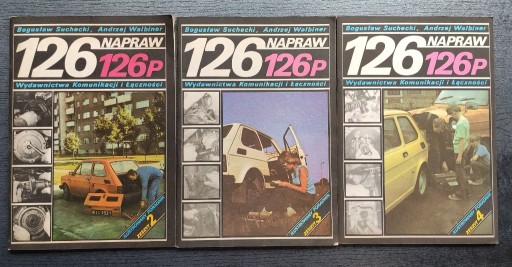 Bogusław Suchecki, Andrzej Walbiner
126 NAPRAW
126P
Wydawnictwa Komunikacji i Łączności
ZESZYT 2
Bogusław Suchecki, Andrzej Walbiner
126 NAPRAW
126P
Wydawnictwa Komunikacji i Łączności
ZESZYT 3
Bogusław Suchecki, Andrzej Walbiner
126 NAPRAW
126P
Wydawnictwa Komunikacji i Łączności
ZESZYT 4